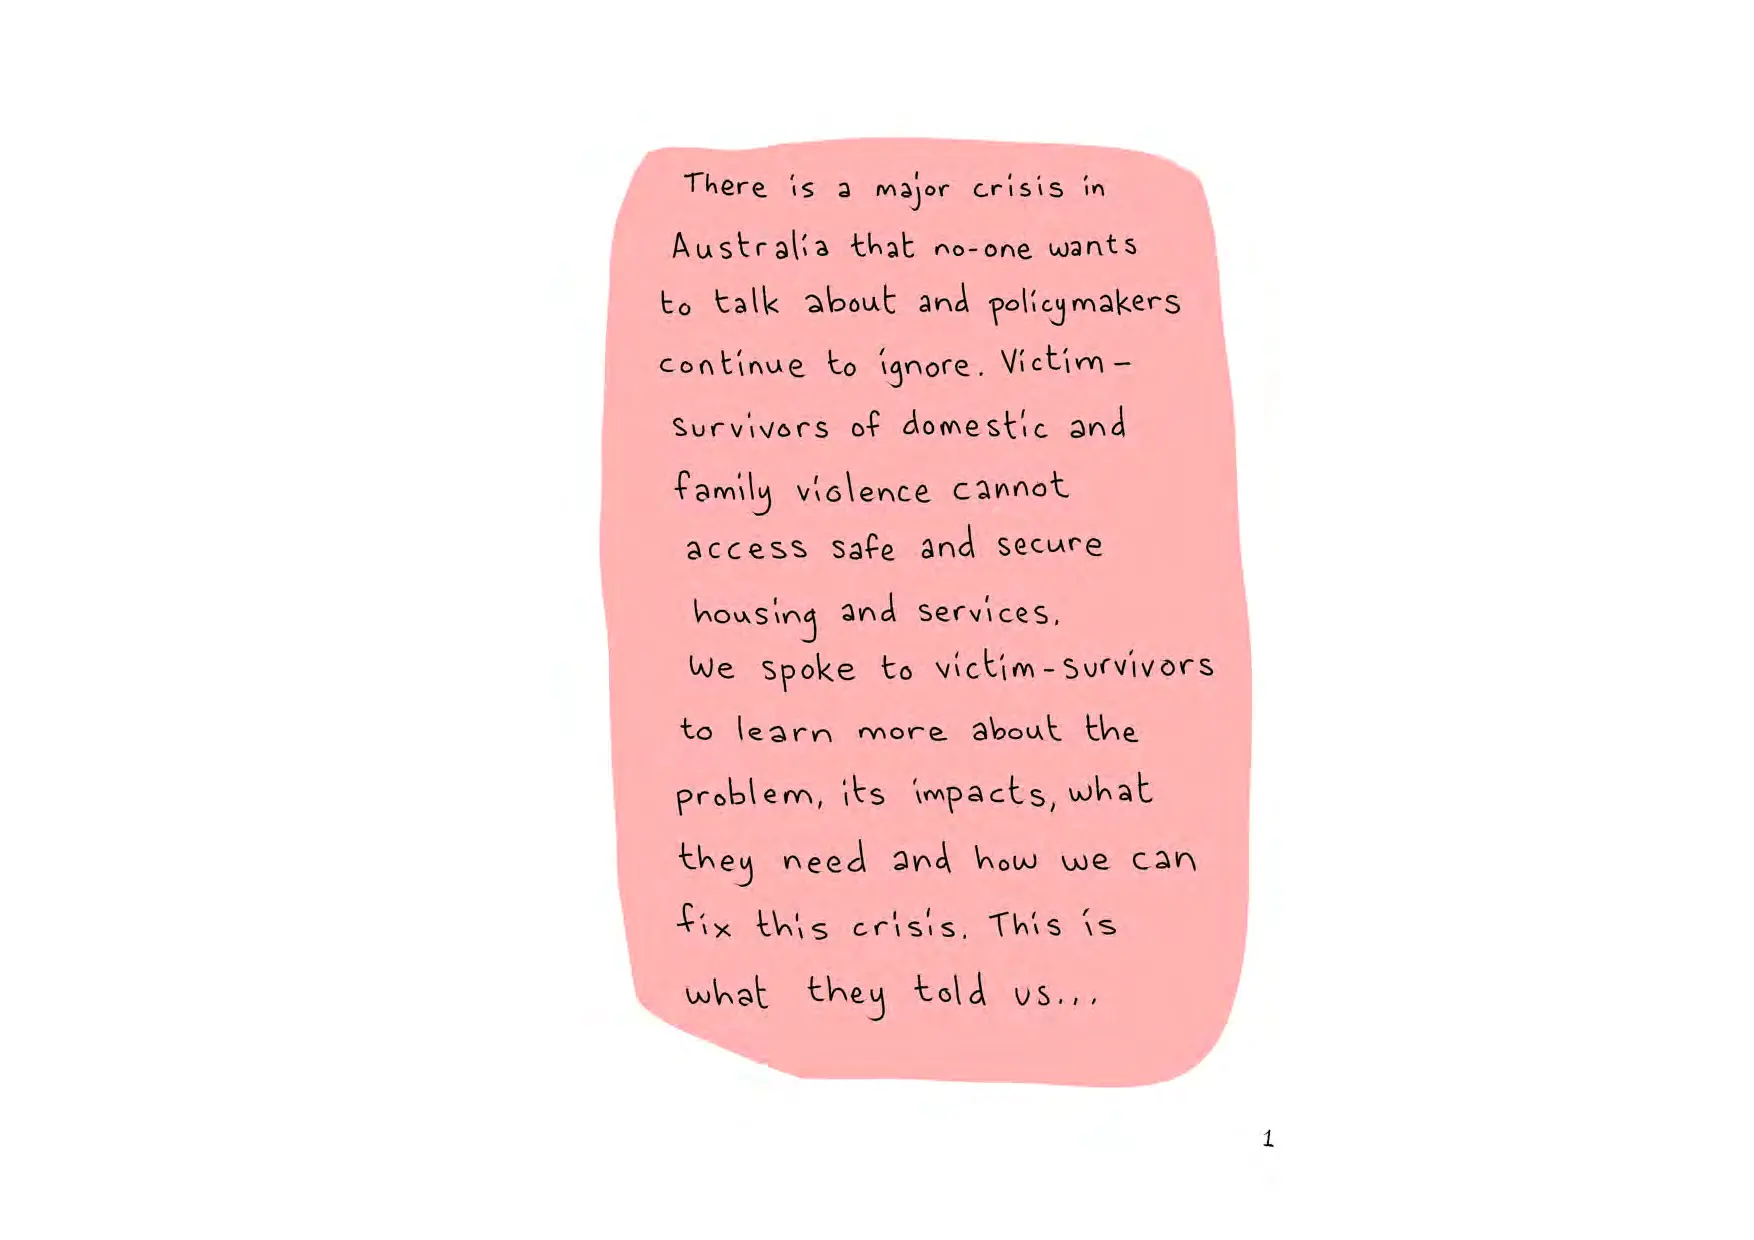 There is a major crisis in
Australia that no-one wants
to talk about and policymakers
continue to ignore. Victim-
survivors of domestic and
family violence cannot
access safe and secure
housing and services.
We spoke to victim-survivors
to learn more about the
problem, its impacts, what
they need and how we can
fix this crisis. This is
what they told us...
1